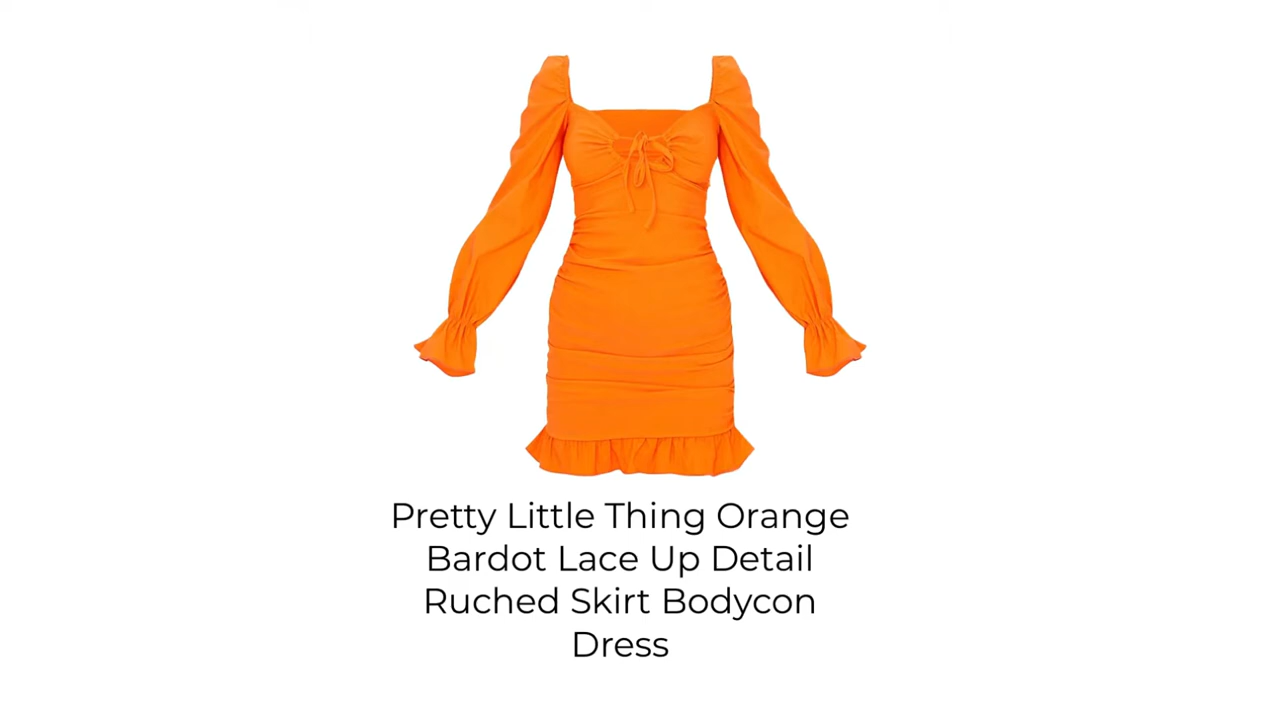 Pretty Little Thing Orange
Bardot Lace Up Detail
Ruched Skirt Bodycon
Dress